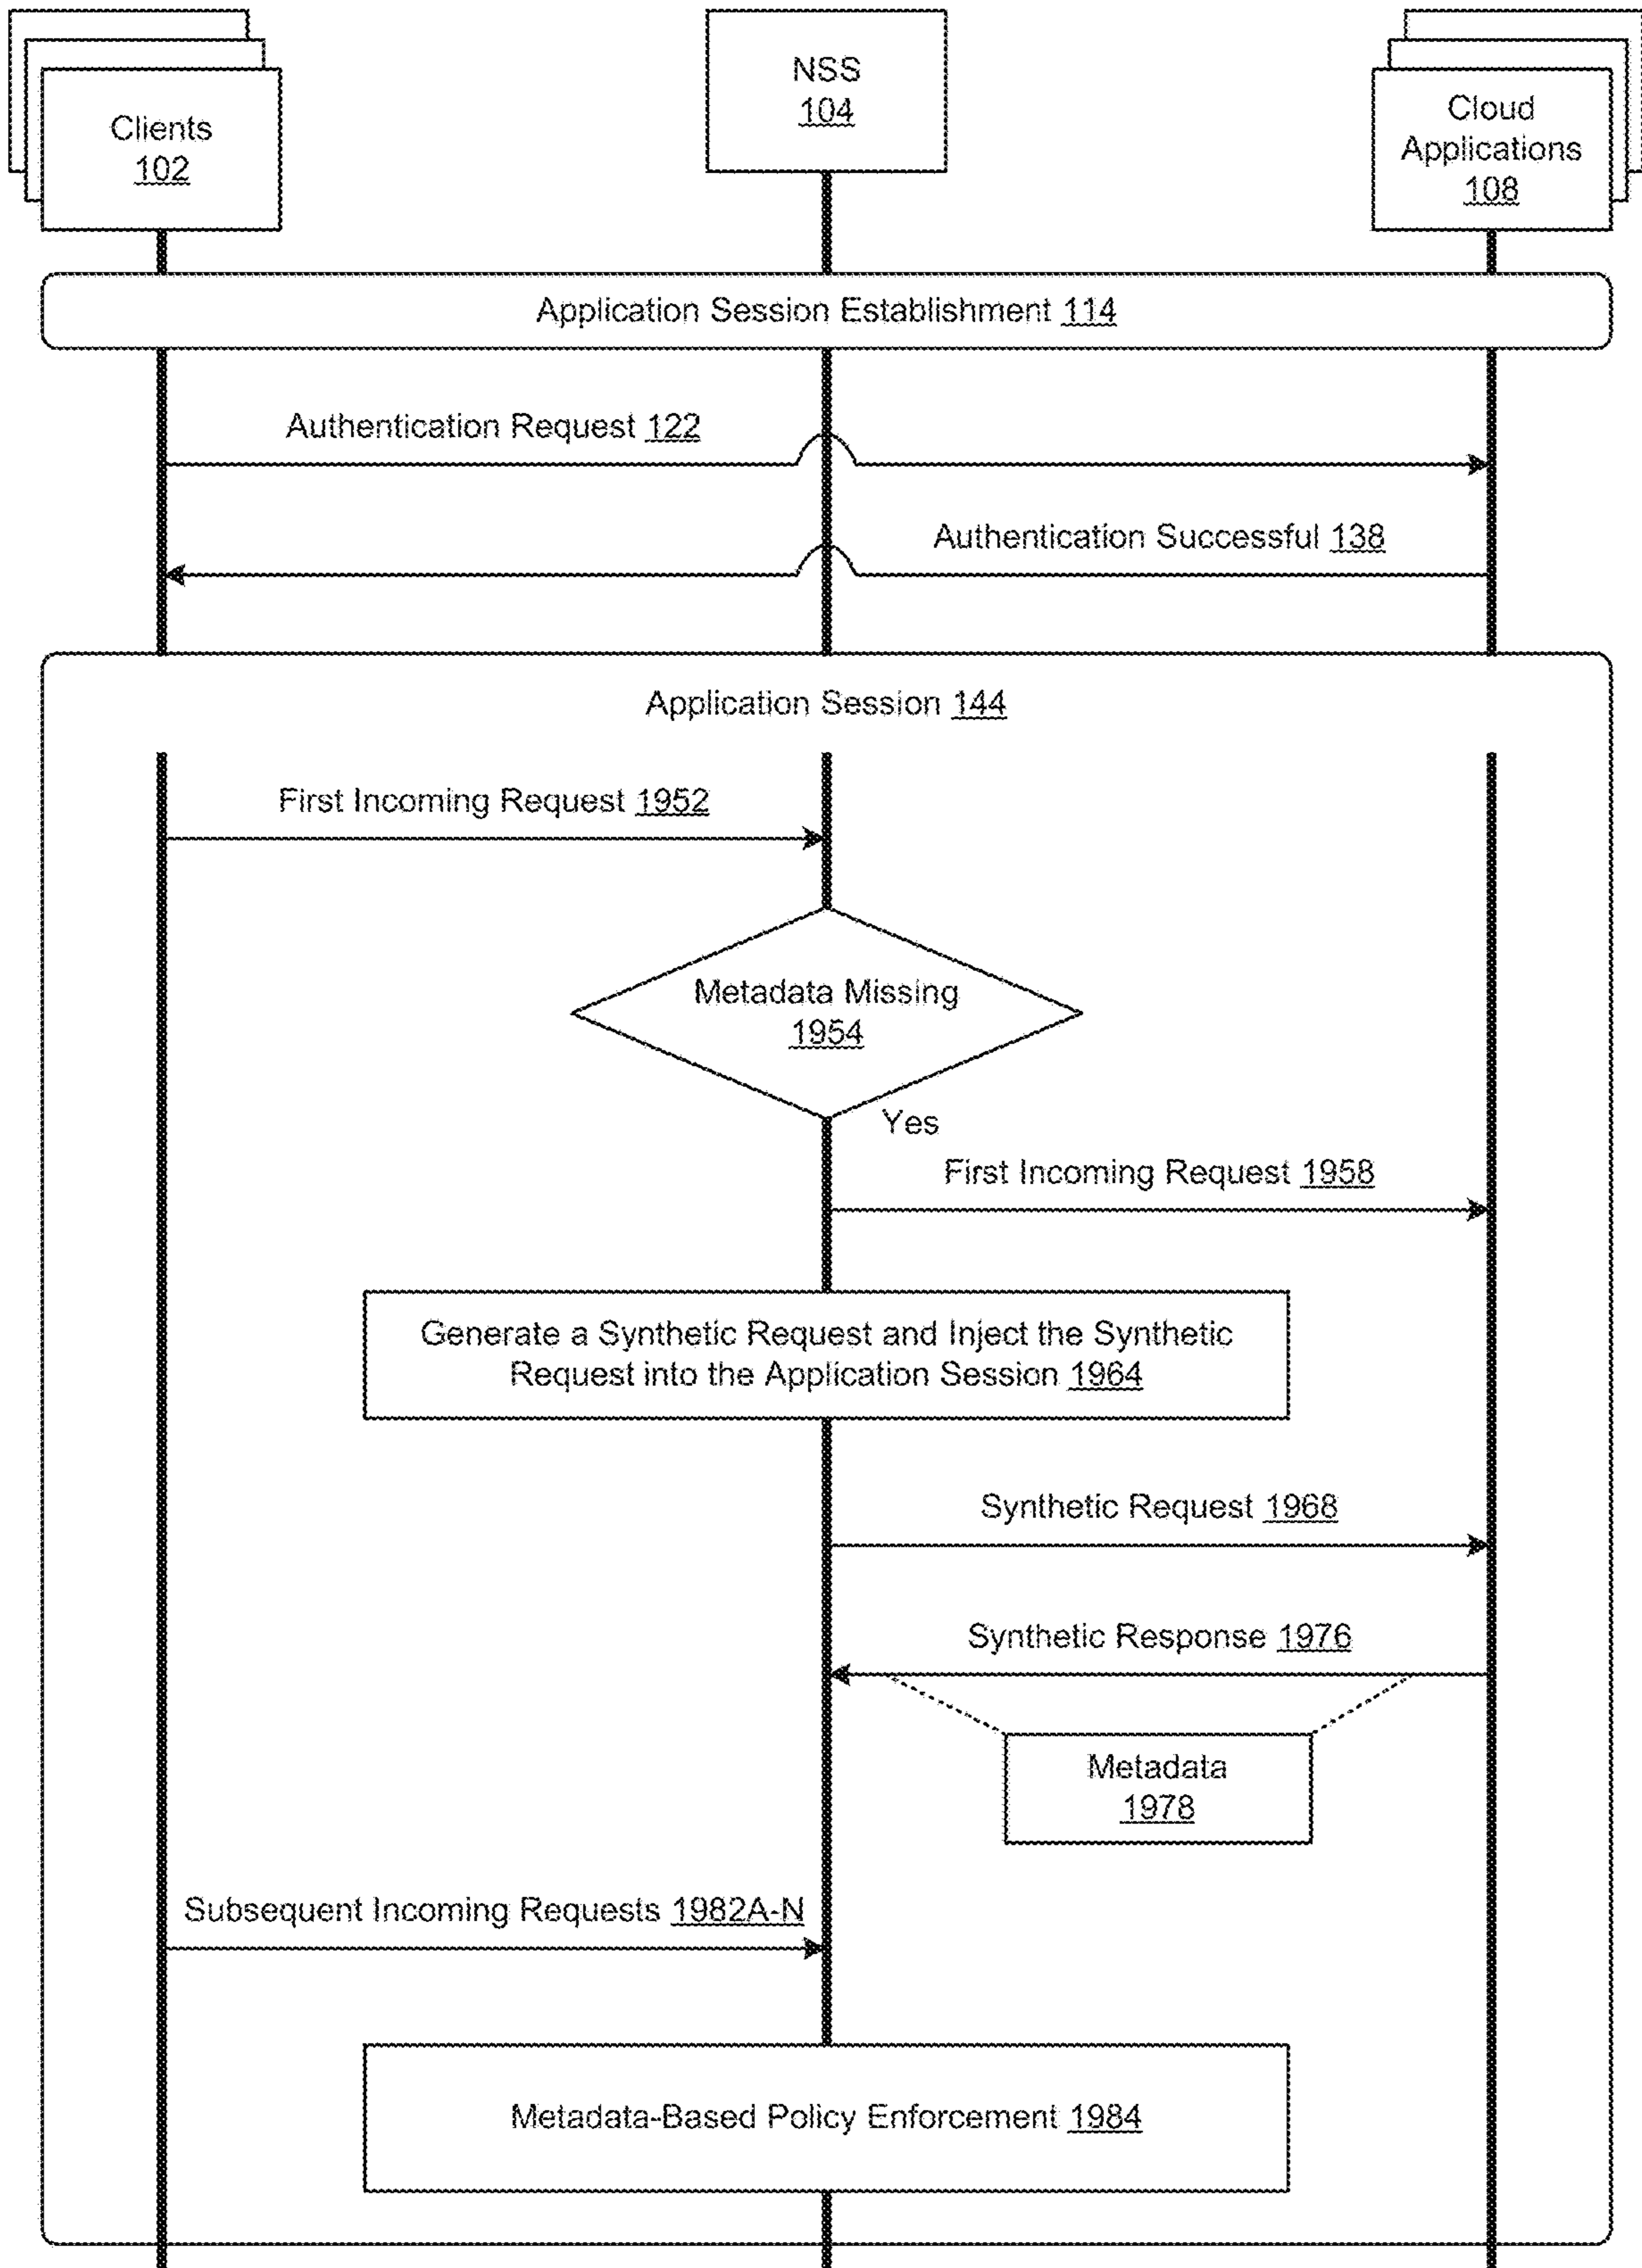 Clients
102
NSS
104
Cloud
Applications
108
Application Session Establishment 114
Authentication Request 122
Authentication Successful 138
Application Session 144
First Incoming Request 1952
Metadata Missing
1954
Yes
First Incoming Request 1958
Generate a Synthetic Request and Inject the Synthetic
Request into the Application Session 1964
Synthetic Request 1968
Synthetic Response 1976
Metadata
1978
Subsequent Incoming Requests 1982A-N
Metadata-Based Policy Enforcement 1984